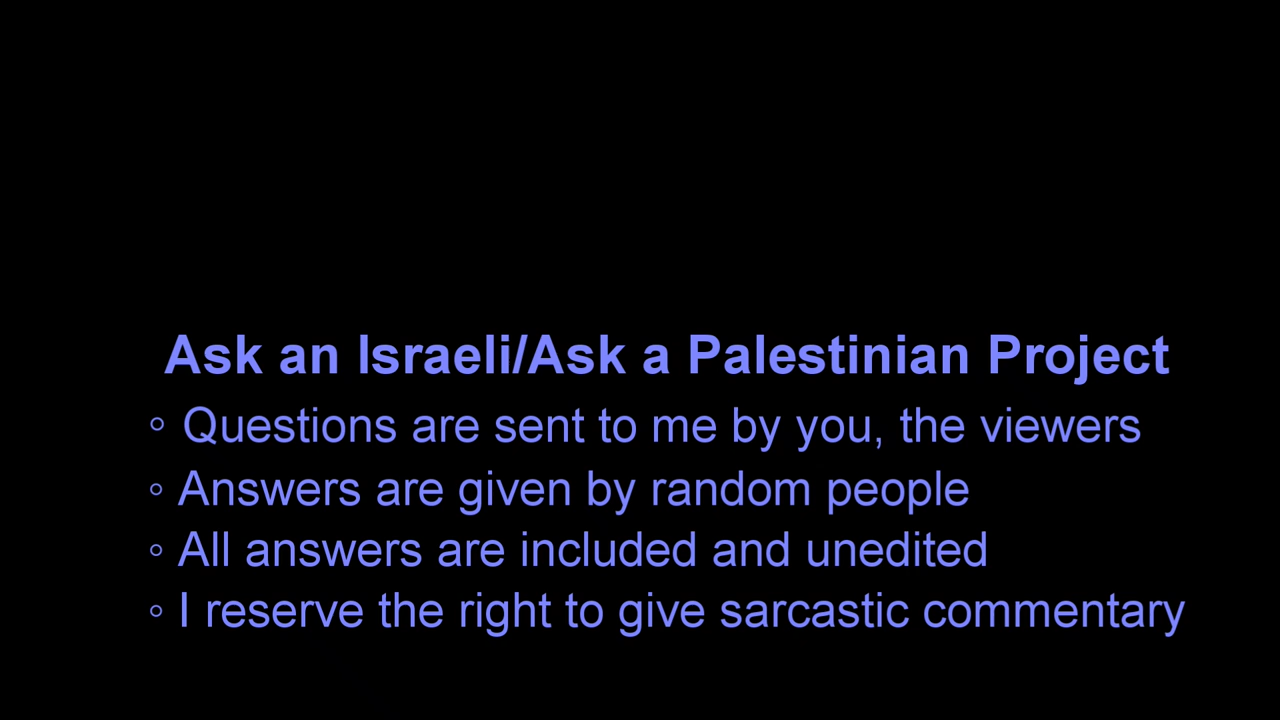 Ask an Israeli/Ask a Palestinian Project
◦ Questions are sent to me by you, the viewers
◦ Answers are given by random people
◦ All answers are included and unedited
◦ I reserve the right to give sarcastic commentary